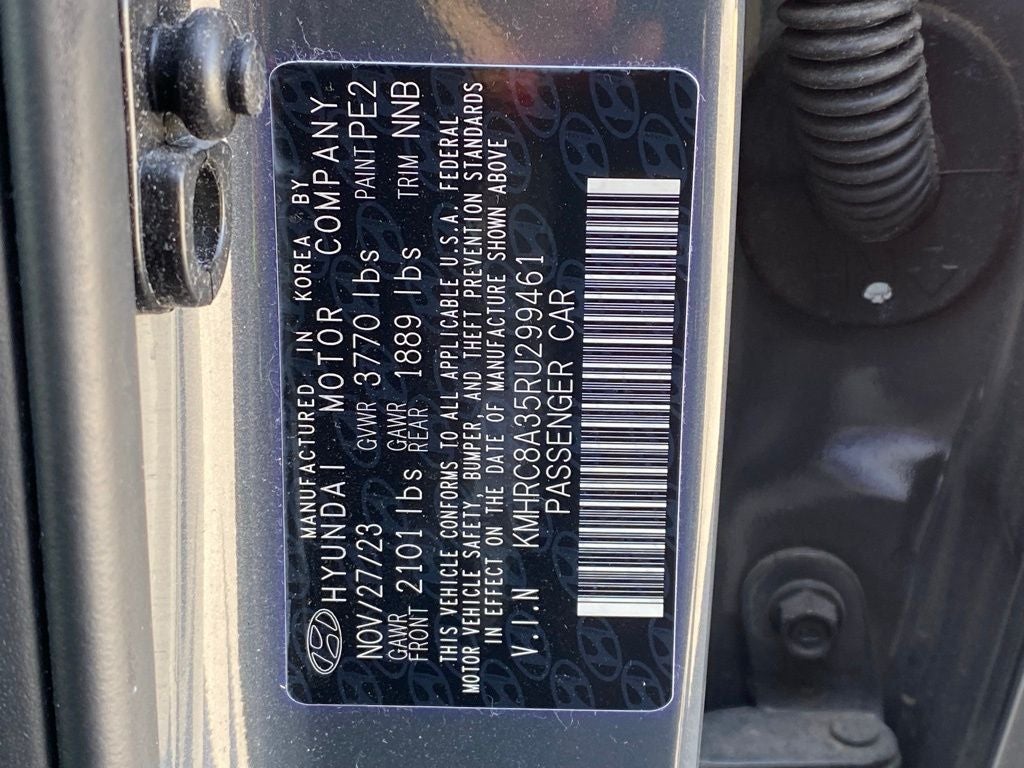 MANUFACTURED IN KOREA BY
HYUNDAI MOTOR COMPANY
NOV/27/23 GVWR 3770 lbs PAINT PE2
GAWR FRONT 2101 lbs GAWR REAR 1889 lbs TRIM NNB
THIS VEHICLE CONFORMS TO ALL APPLICABLE U.S.A. FEDERAL
MOTOR VEHICLE SAFETY, BUMPER, AND THEFT PREVENTION STANDARDS
IN EFFECT ON THE DATE OF MANUFACTURE SHOWN ABOVE
V.I.N KMHRC8A35RU299461
PASSENGER CAR